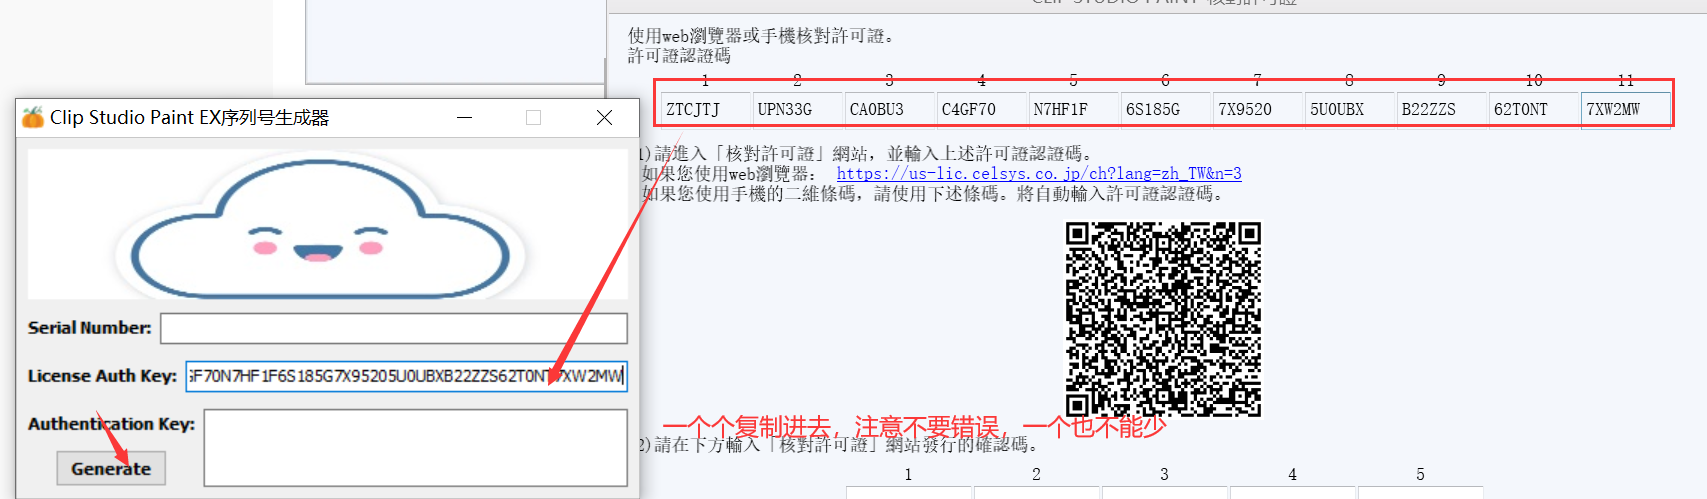 CLIP STUDIO PAINT 核對許可證
使用web瀏覽器或手機核對許可證。
許可證認證碼
1 2 3 4 5 6 7 8 9 10 11
ZTCJTJ UPN33G CA0BU3 C4GF70 N7HF1F 6S185G 7X9520 5U0UBX B22ZZS 62T0NT 7XW2MW
1)請進入「核對許可證」網站，並輸入上述許可證認證碼。
如果您使用web瀏覽器： https://us-lic.celsys.co.jp/ch?lang=zh_TW&n=3
如果您使用手機的二維條碼，請使用下述條碼。將自動輸入許可證認證碼。
一个个复制进去，注意不要错误，一个也不能少
2)請在下方輸入「核對許可證」網站發行的確認碼。
1 2 3 4 5
Clip Studio Paint EX序列号生成器
Serial Number:
License Auth Key: GF70N7HF1F6S185G7X95205U0UBXB22ZZS62T0NT7XW2MW
Authentication Key:
Generate